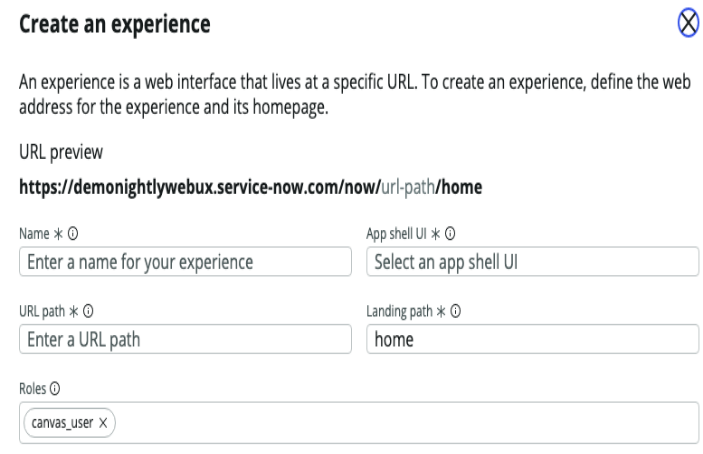 Create an experience
An experience is a web interface that lives at a specific URL. To create an experience, define the web
address for the experience and its homepage.
URL preview
https://demonightlywebux.service-now.com/now/url-path/home
Name * ⓘ
App shell UI * ⓘ
Enter a name for your experience
Select an app shell UI
URL path * ⓘ
Landing path * ⓘ
Enter a URL path
home
Roles ⓘ
canvas_user X